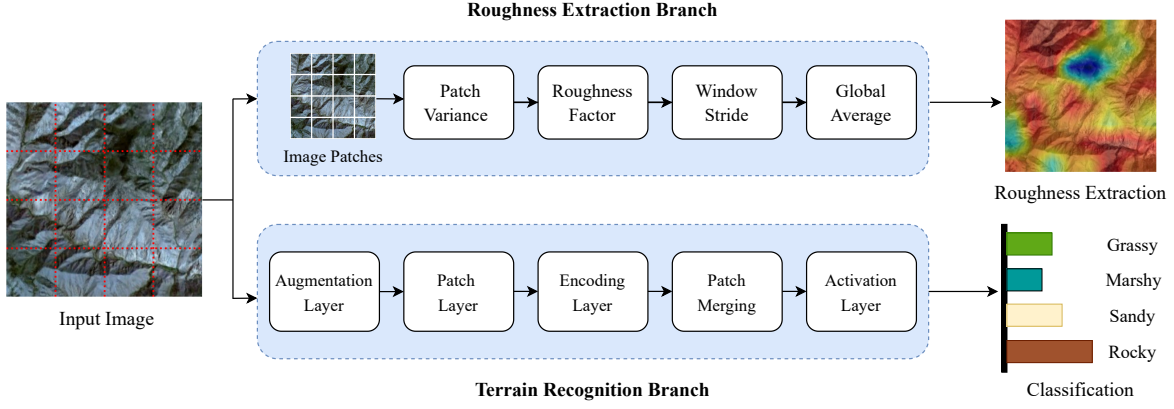 Roughness Extraction Branch
Image Patches
Patch
Variance
Roughness
Factor
Window
Stride
Global
Average
Roughness Extraction
Input Image
Augmentation
Layer
Patch
Layer
Encoding
Layer
Patch
Merging
Activation
Layer
Grassy
Marshy
Sandy
Rocky
Classification
Terrain Recognition Branch